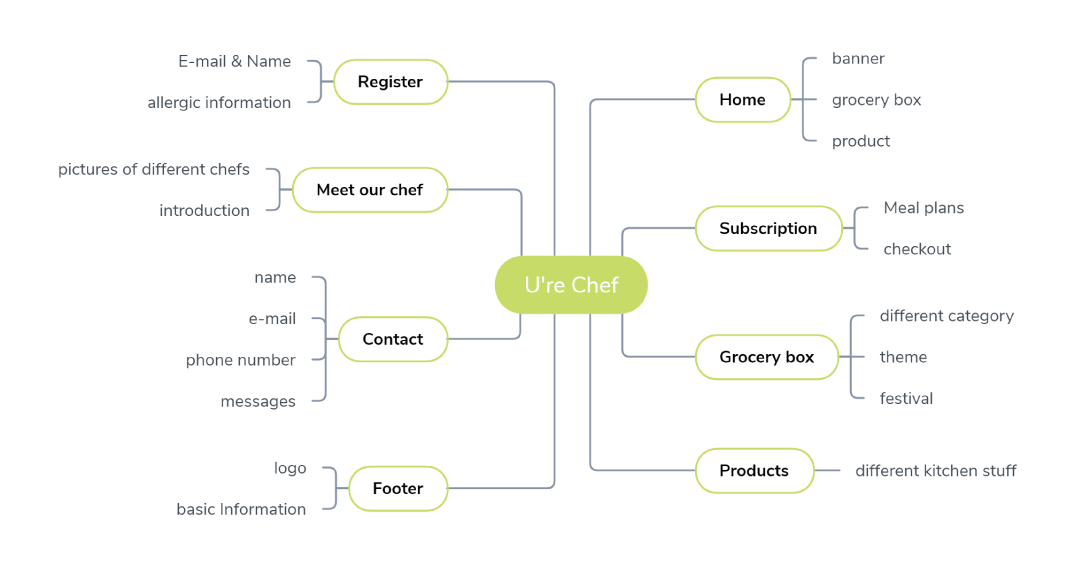 U're Chef
Register
E-mail & Name
allergic information
Meet our chef
pictures of different chefs
introduction
Contact
name
e-mail
phone number
messages
Footer
logo
basic Information
Home
banner
grocery box
product
Subscription
Meal plans
checkout
Grocery box
different category
theme
festival
Products
different kitchen stuff